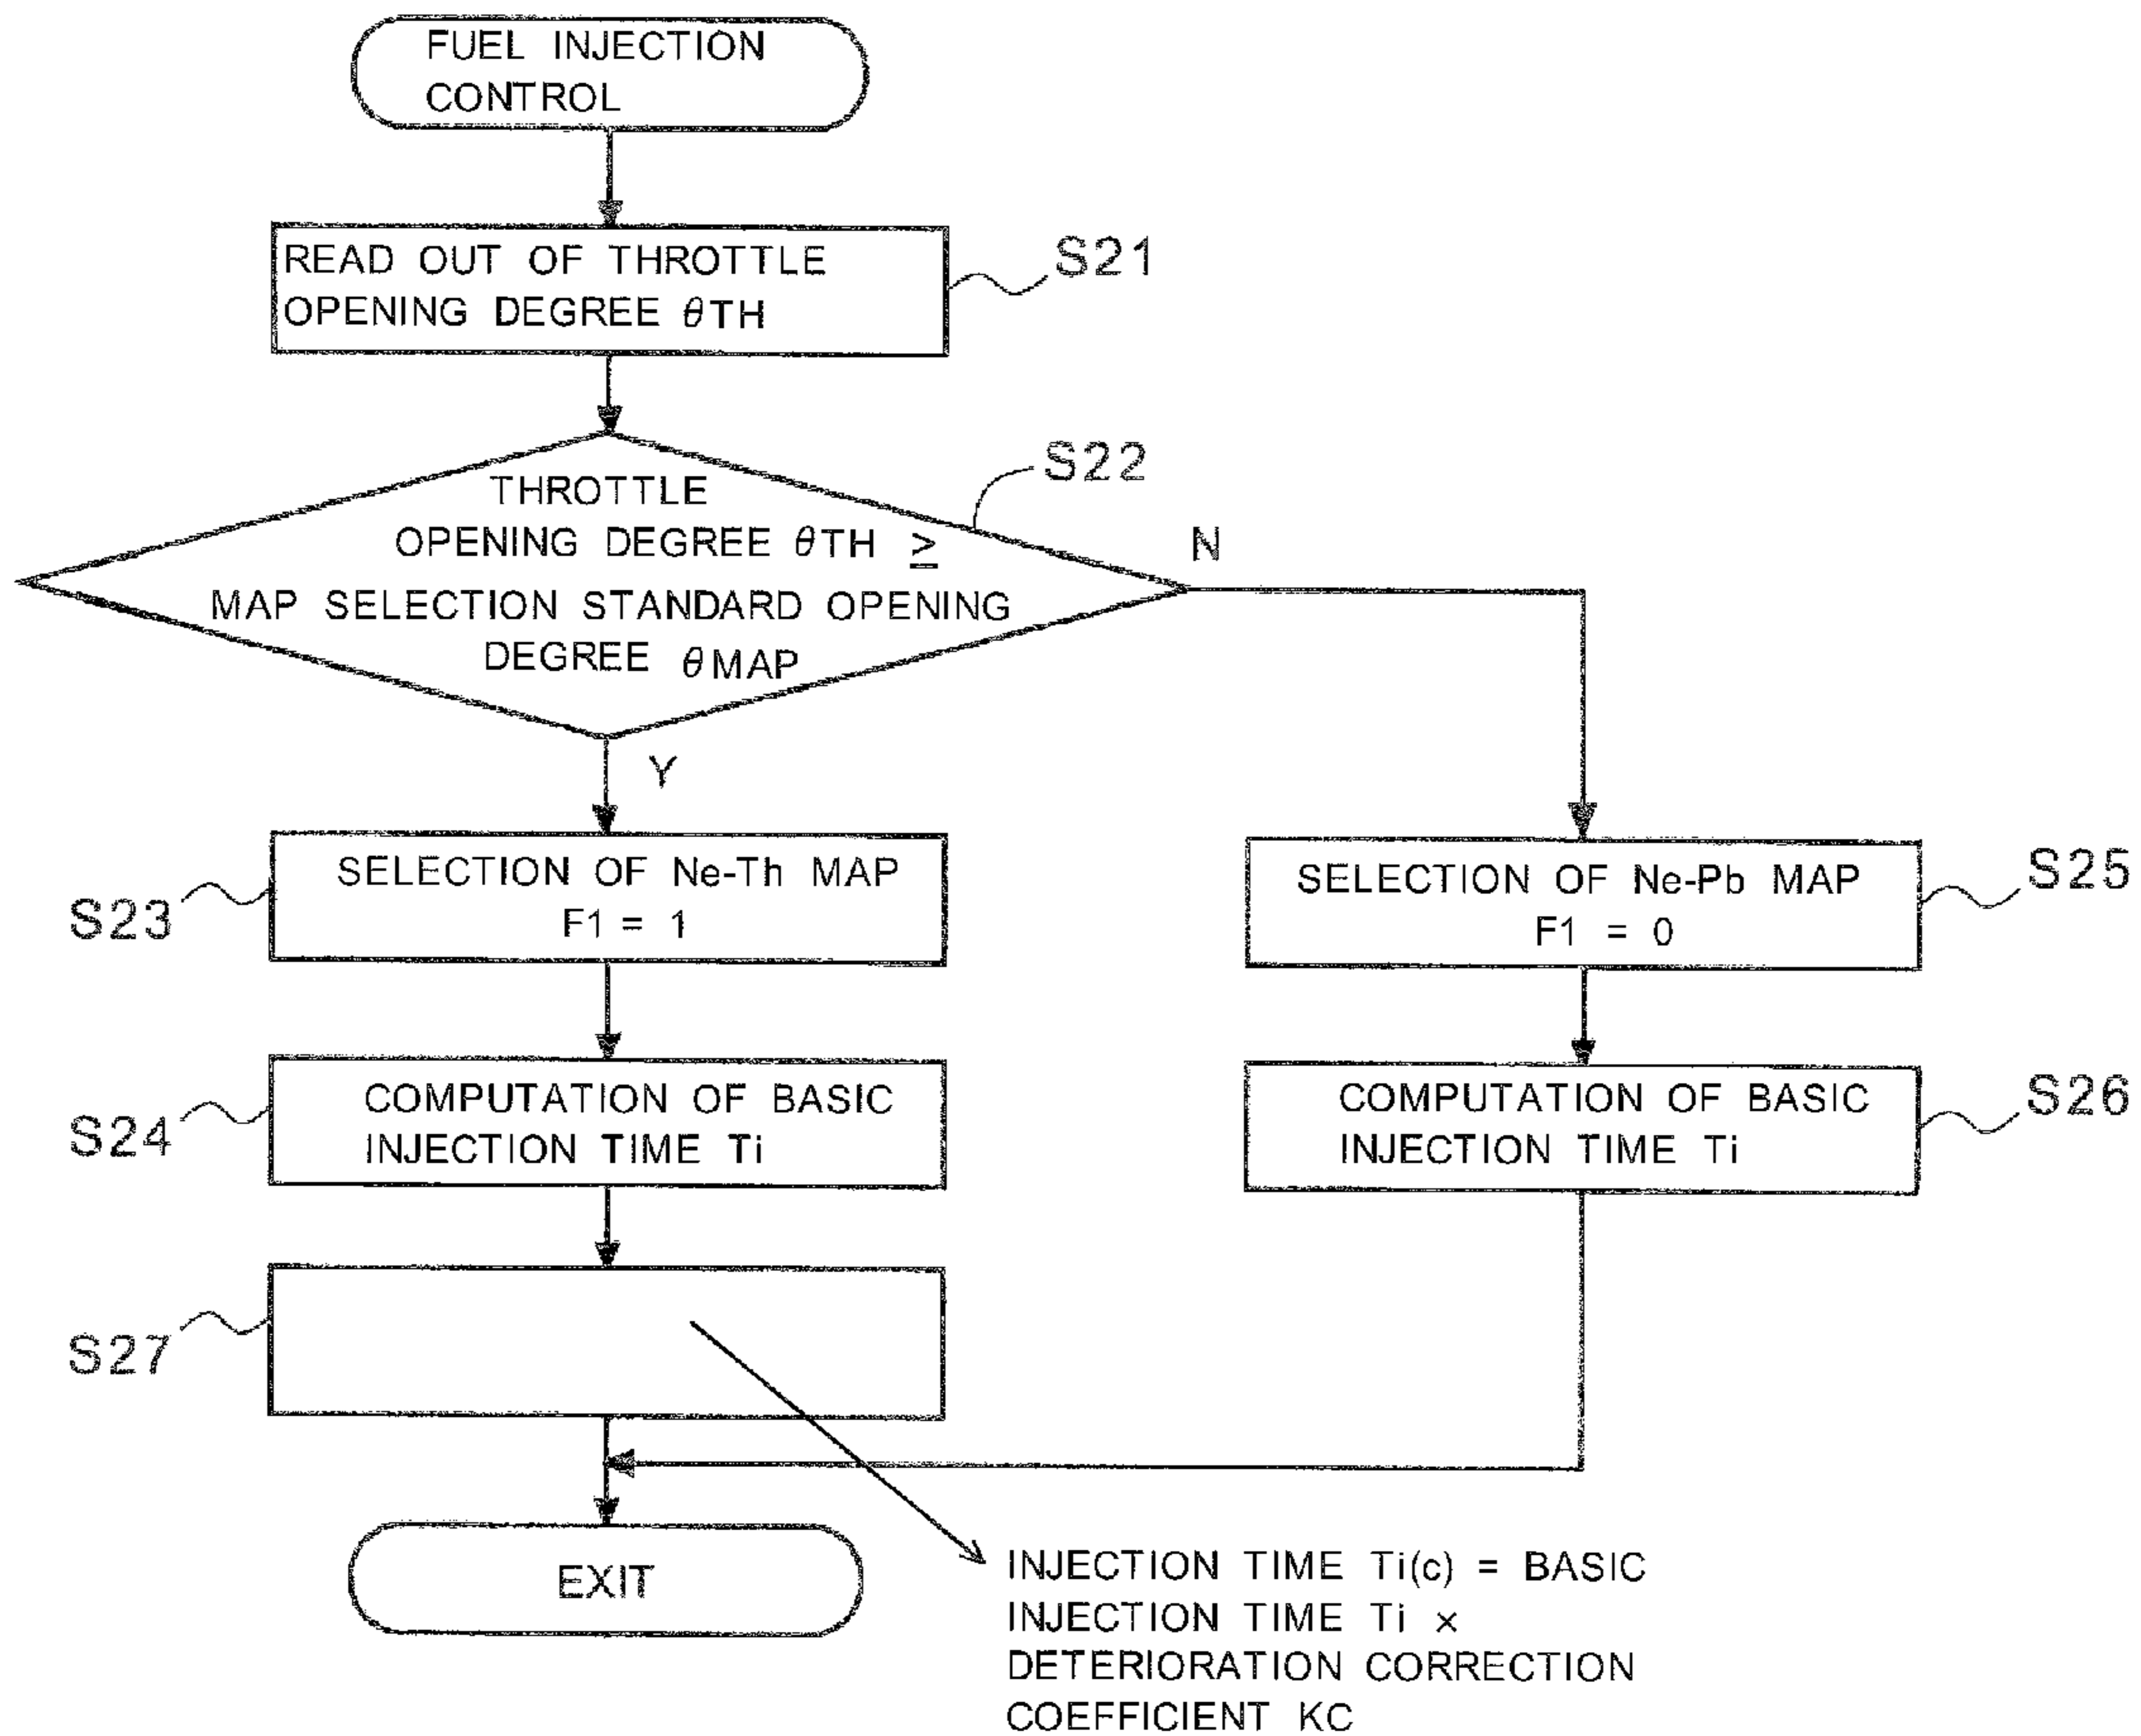 FUEL INJECTION
CONTROL
READ OUT OF THROTTLE
OPENING DEGREE θTH
S21
S22
THROTTLE
OPENING DEGREE θTH ≥
MAP SELECTION STANDARD OPENING
DEGREE θMAP
N
Y
SELECTION OF Ne-Th MAP
F1 = 1
S23
SELECTION OF Ne-Pb MAP
F1 = 0
S25
COMPUTATION OF BASIC
INJECTION TIME Ti
S24
COMPUTATION OF BASIC
INJECTION TIME Ti
S26
S27
EXIT
INJECTION TIME Ti(c) = BASIC
INJECTION TIME Ti ×
DETERIORATION CORRECTION
COEFFICIENT KC